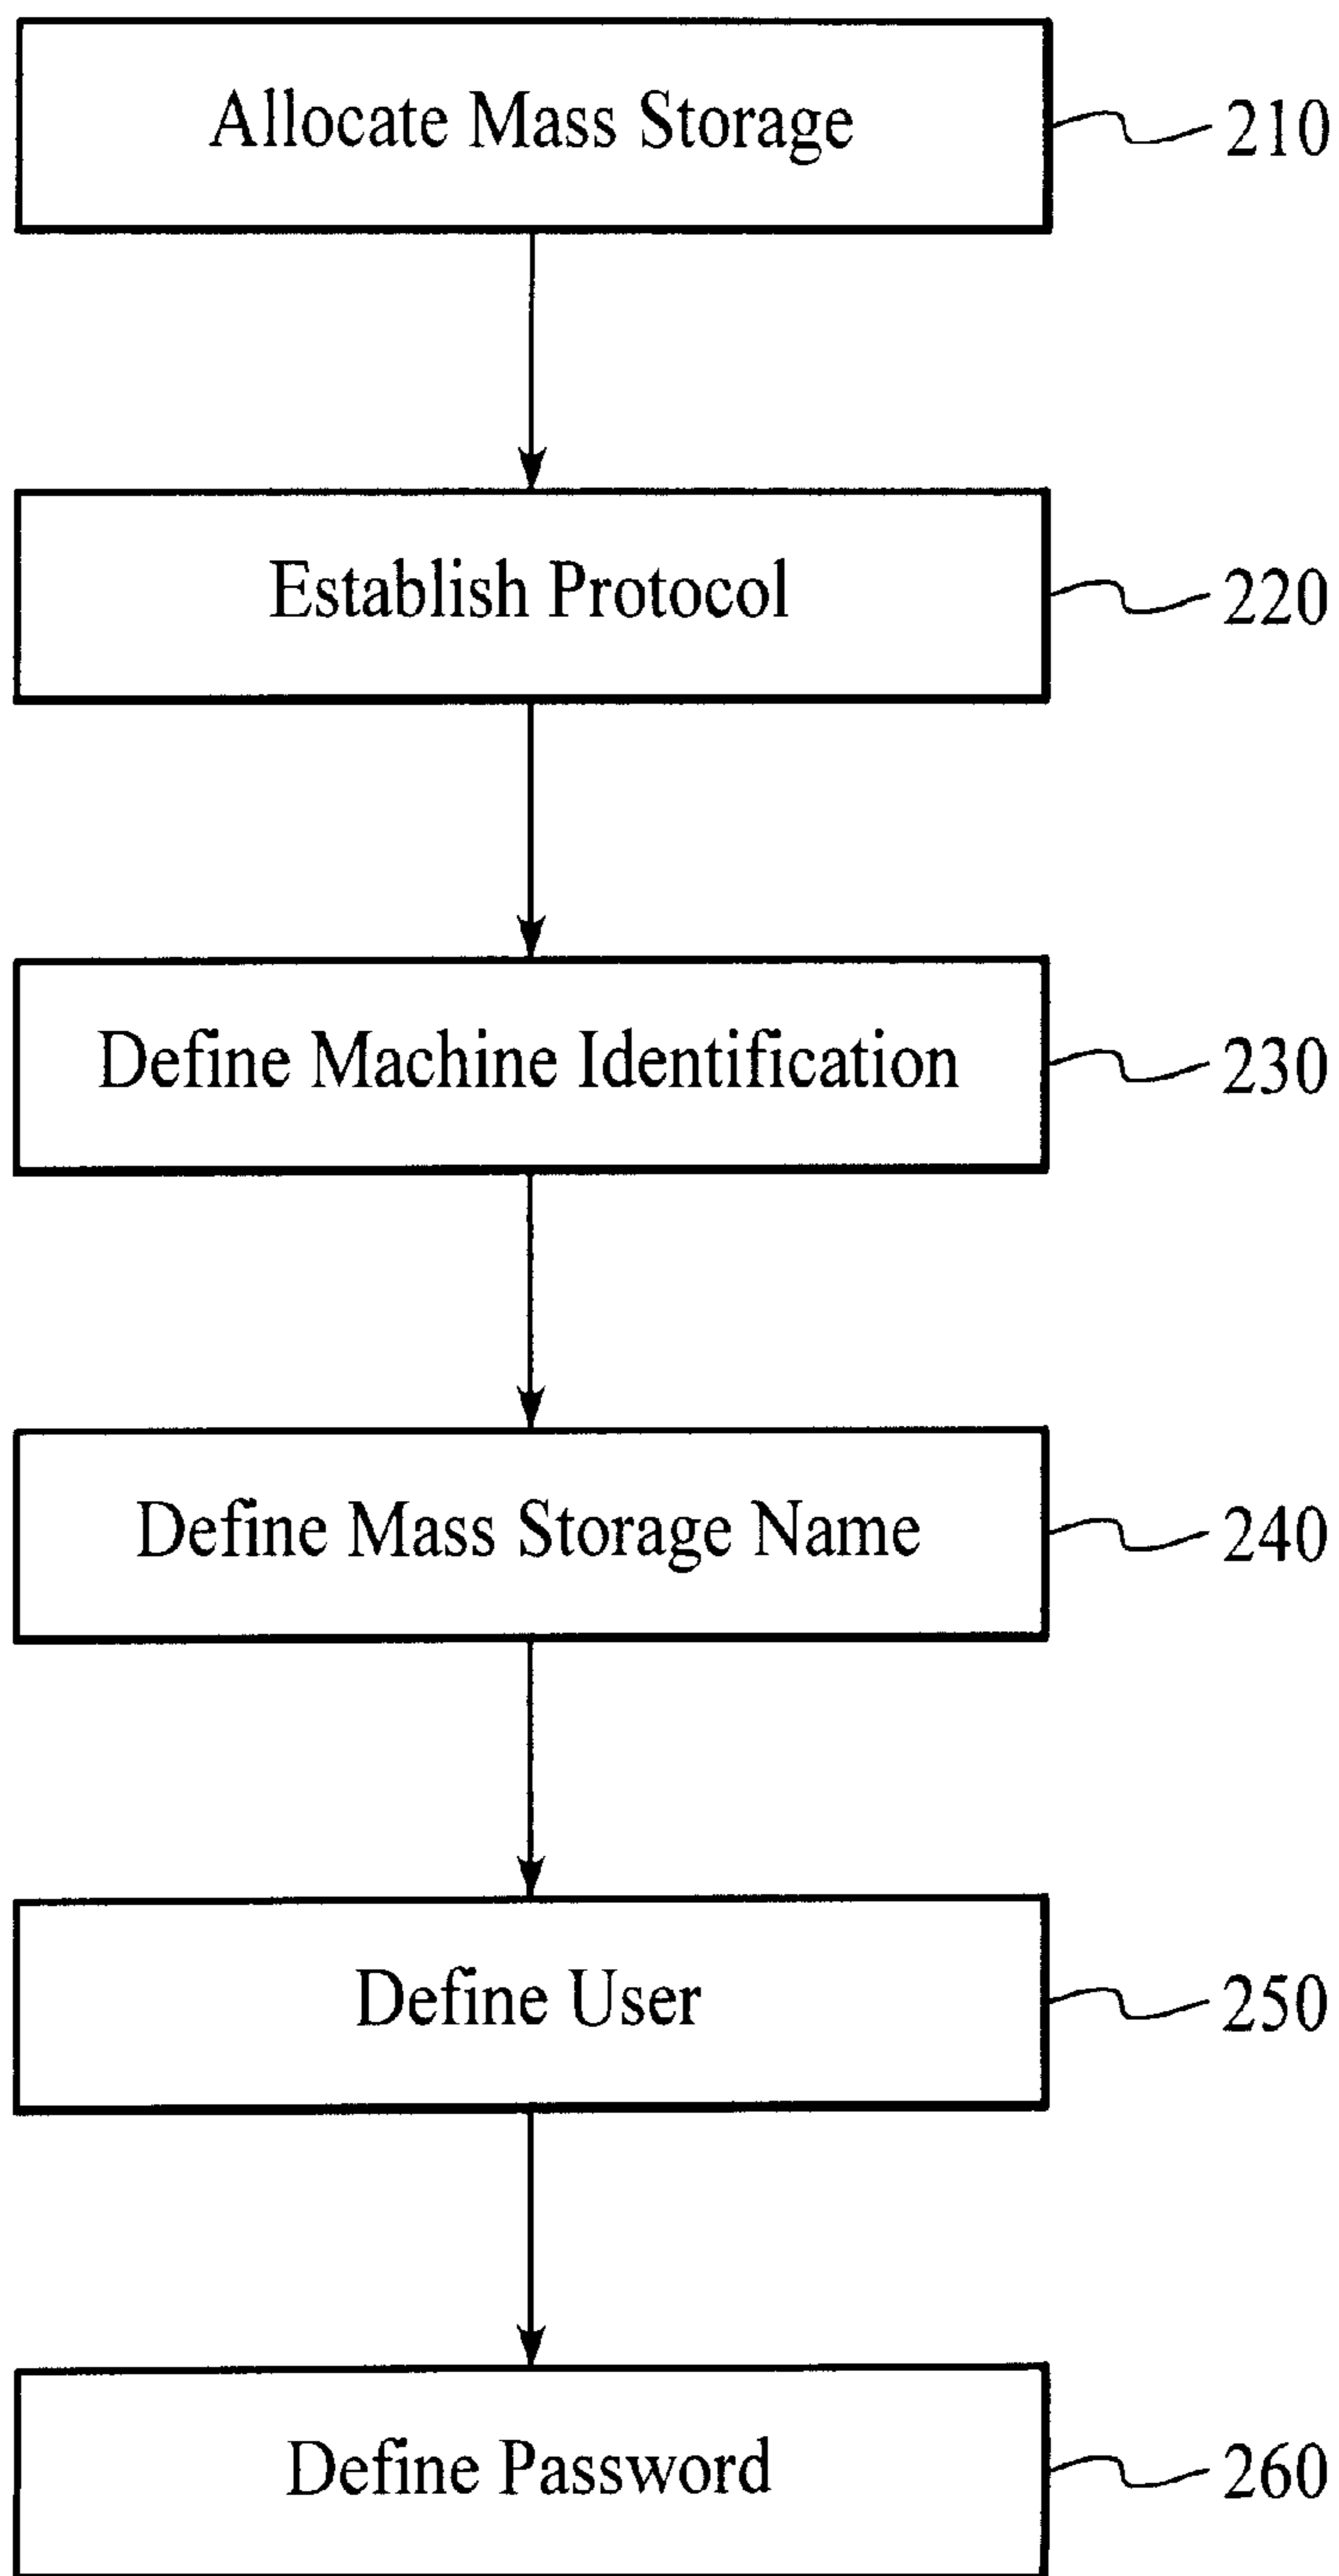 Allocate Mass Storage
210
Establish Protocol
220
Define Machine Identification
230
Define Mass Storage Name
240
Define User
250
Define Password
260